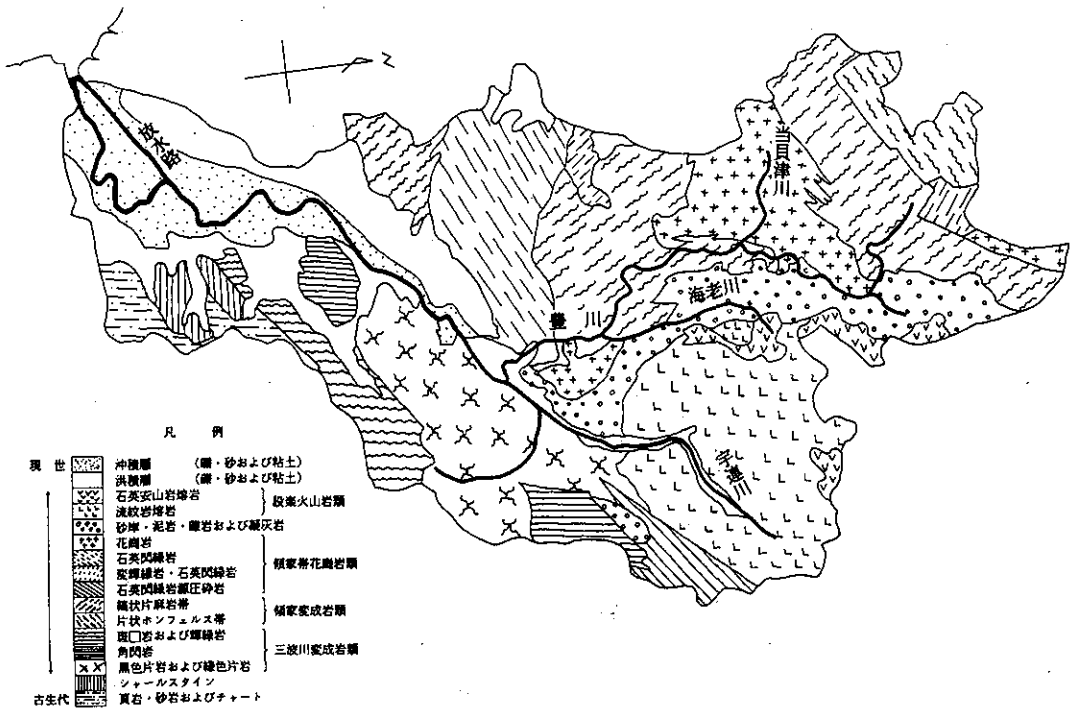 Z
放水路
当貝津川
海老川
豊川
宇連川
凡例
現世
冲積層 (礫・砂および粘土)
洪積層 (礫・砂および粘土)
石英安山岩熔岩
流紋岩熔岩
設楽火山岩類
砂岸・泥岩・礫岩および凝灰岩
花崗岩
石英閃緑岩
変輝緑岩・石英閃緑岩
石英閃緑岩源圧砕岩
領家帯花崗岩類
縞状片麻岩帯
片状ホンフェルス帯
領家変成岩類
斑□岩および輝緑岩
角閃岩
黒色片岩および緑色片岩
三波川変成岩類
シャールスタイン
古生代
頁岩・砂岩およびチャート